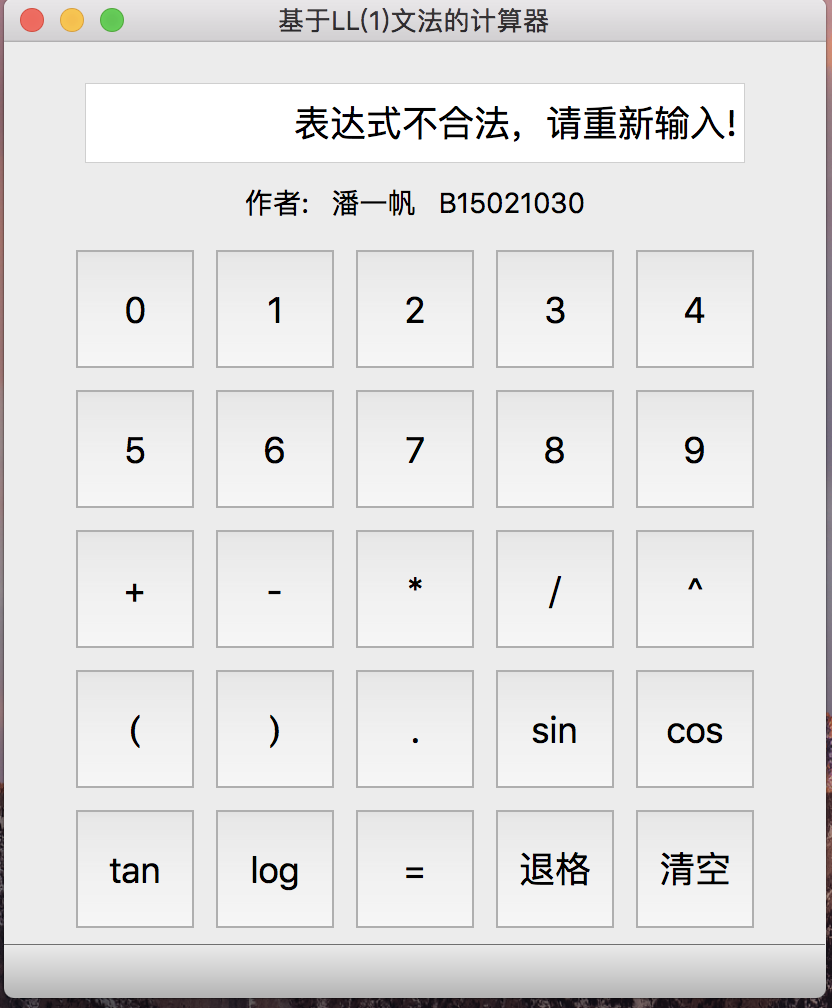 基于LL(1)文法的计算器
表达式不合法，请重新输入!
作者: 潘一帆 B15021030
0 1 2 3 4
5 6 7 8 9
+ - * / ^
( ) . sin cos
tan log = 退格 清空